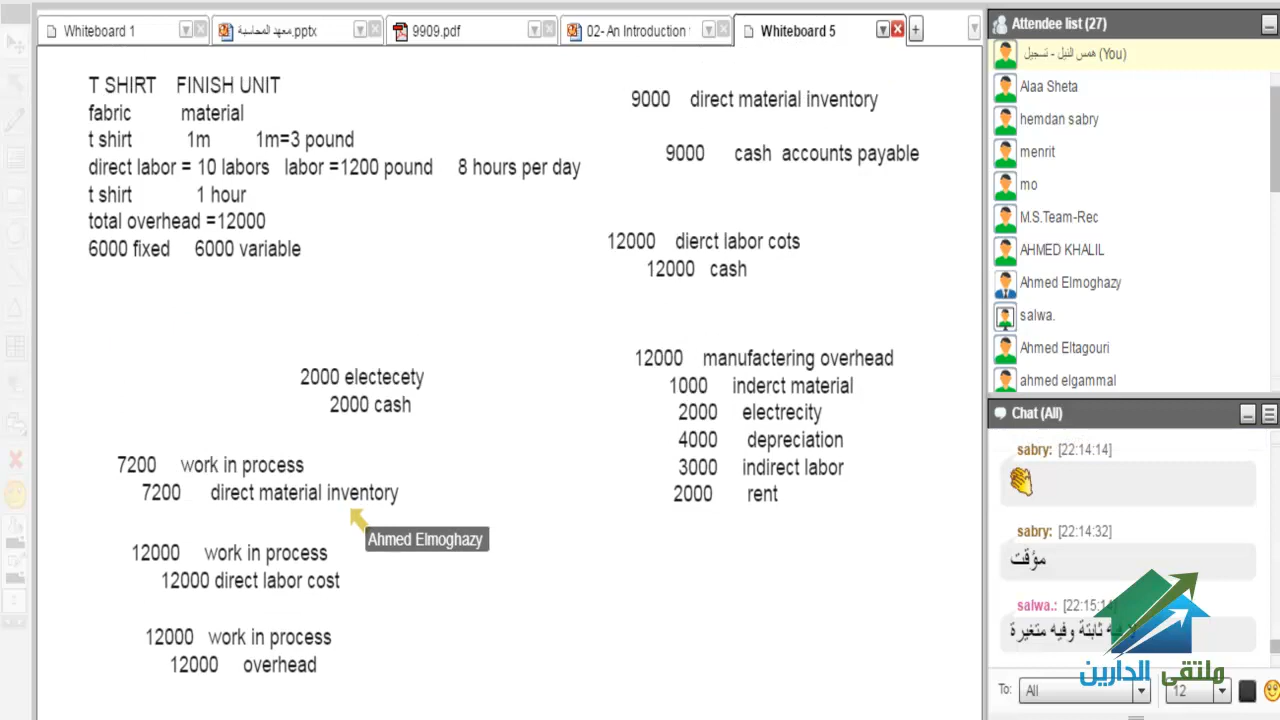 Whiteboard 1
معهد المحاسبة.pptx
9909.pdf
02- An Introduction
Whiteboard 5
+
T SHIRT FINISH UNIT
fabric material
t shirt 1m 1m=3 pound
direct labor = 10 labors labor =1200 pound 8 hours per day
t shirt 1 hour
total overhead =12000
6000 fixed 6000 variable
2000 electecety
2000 cash
7200 work in process
7200 direct material inventory
Ahmed Elmoghazy
12000 work in process
12000 direct labor cost
12000 work in process
12000 overhead
9000 direct material inventory
9000 cash accounts payable
12000 dierct labor cots
12000 cash
12000 manufactering overhead
1000 inderct material
2000 electrecity
4000 depreciation
3000 indirect labor
2000 rent
Attendee list (27)
همس النيل - تسجيل (You)
Alaa Sheta
hemdan sabry
menrit
mo
M.S.Team-Rec
AHMED KHALIL
Ahmed Elmoghazy
salwa.
Ahmed Eltagouri
ahmed elgammal
Chat (All)
sabry: [22:14:14]
sabry: [22:14:32]
مؤقت
salwa.: [22:15:14]
فيه ثابتة وفيه متغيرة
ملتقى الدارين
To: All 12